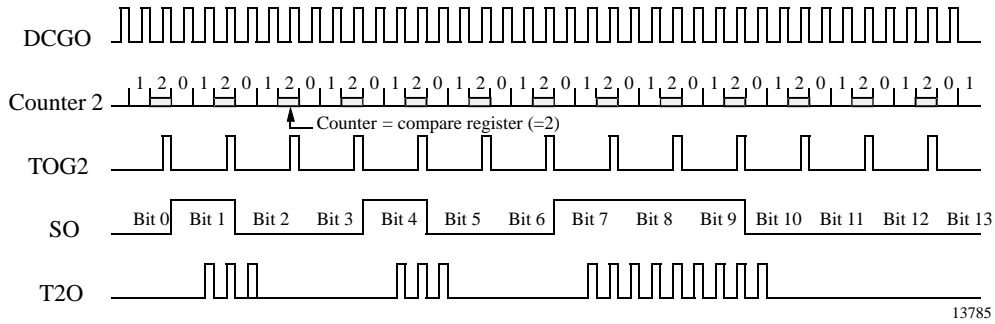 DCGO
1 2 0 1 2 0 1 2 0 1 2 0 1 2 0 1 2 0 1 2 0 1 2 0 1 2 0 1 2 0 1 2 0 1 2 0 1 2 0 1
Counter 2
Counter = compare register (=2)
TOG2
SO Bit 0 Bit 1 Bit 2 Bit 3 Bit 4 Bit 5 Bit 6 Bit 7 Bit 8 Bit 9 Bit 10 Bit 11 Bit 12 Bit 13
T2O
13785